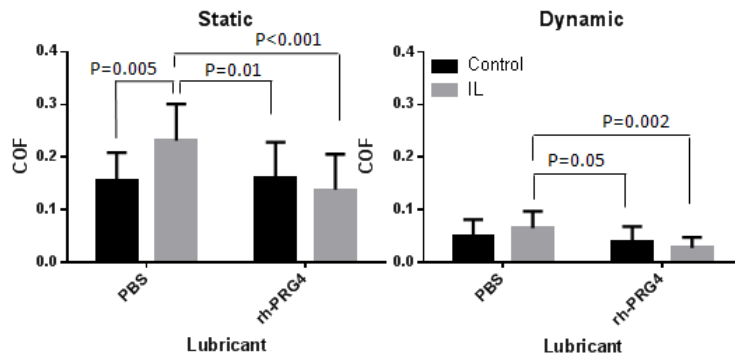 Static
COF
0.4
0.3
0.2
0.1
0.0
P<0.001
P=0.005
P=0.01
PBS
rh-PRG4
Lubricant
Dynamic
COF
0.4
0.3
0.2
0.1
0.0
Control
IL
P=0.002
P=0.05
PBS
rh-PRG4
Lubricant